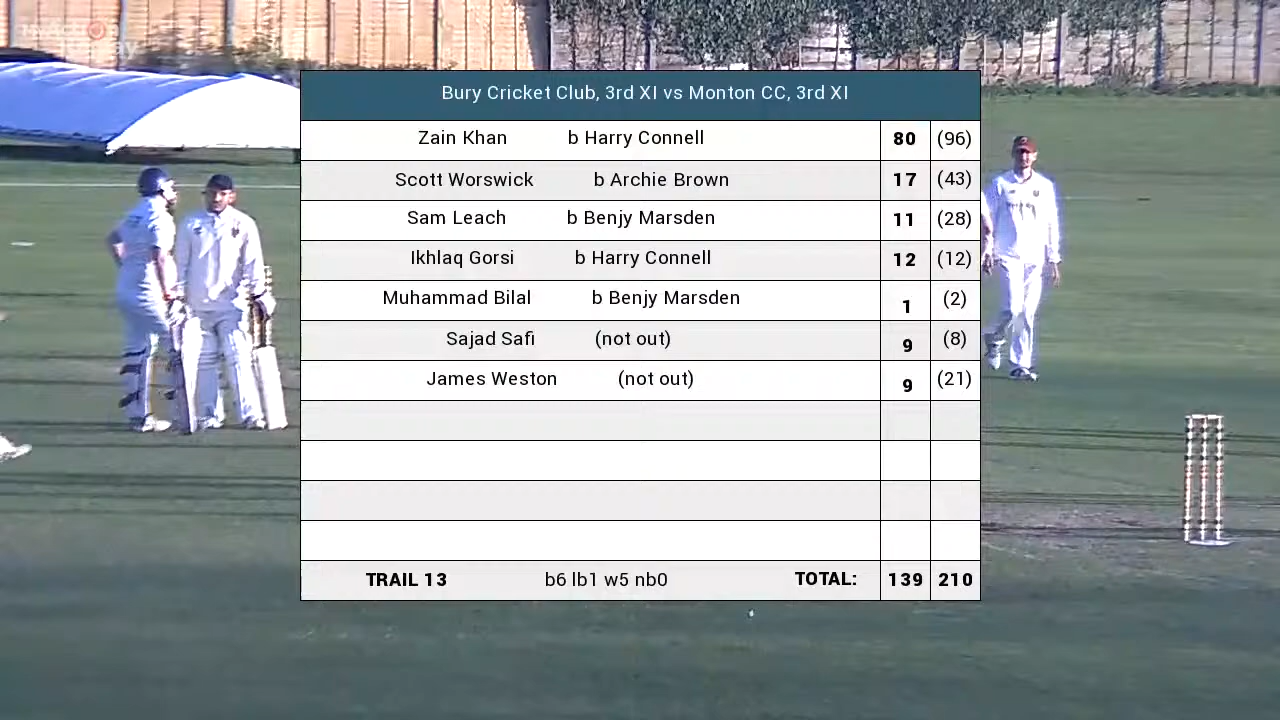 Bury Cricket Club, 3rd XI vs Monton CC, 3rd XI
Zain Khan b Harry Connell 80 (96)
Scott Worswick b Archie Brown 17 (43)
Sam Leach b Benjy Marsden 11 (28)
Ikhlaq Gorsi b Harry Connell 12 (12)
Muhammad Bilal b Benjy Marsden 1 (2)
Sajad Safi (not out) 9 (8)
James Weston (not out) 9 (21)
TRAIL 13 b6 lb1 w5 nb0 TOTAL: 139 210